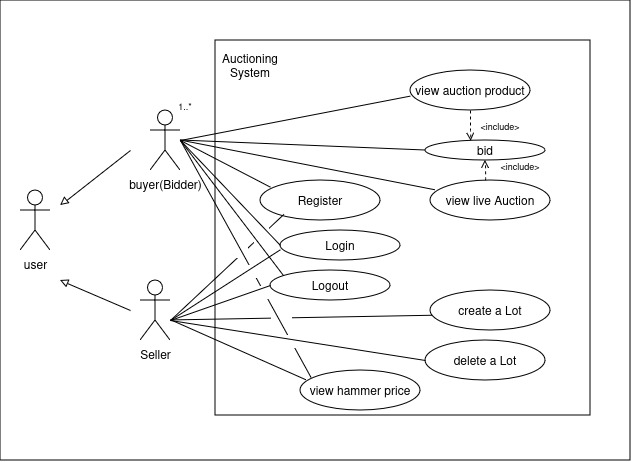 Auctioning
System
view auction product
1..*
<include>
bid
<include>
buyer(Bidder)
view live Auction
Register
Login
user
Logout
create a Lot
Seller
delete a Lot
view hammer price